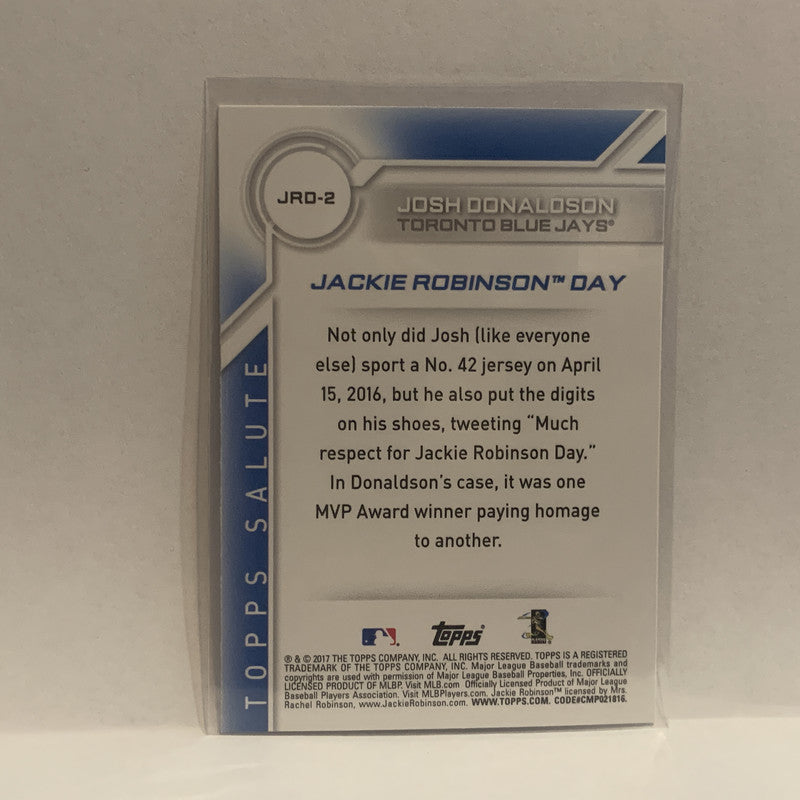 JRD-2
JOSH DONALDSON
TORONTO BLUE JAYS®
JACKIE ROBINSON™ DAY
Not only did Josh (like everyone
else) sport a No. 42 jersey on April
15, 2016, but he also put the digits
on his shoes, tweeting “Much
respect for Jackie Robinson Day.”
In Donaldson’s case, it was one
MVP Award winner paying homage
to another.
TOPPS SALUTE
Topps®
® & © 2017 THE TOPPS COMPANY, INC. ALL RIGHTS RESERVED. TOPPS IS A REGISTERED
TRADEMARK OF THE TOPPS COMPANY, INC. Major League Baseball trademarks and
copyrights are used with permission of Major League Baseball Properties, Inc. OFFICIALLY
LICENSED PRODUCT OF MLBP. Visit MLB.com Officially Licensed Product of Major League
Baseball Players Association. Visit MLBPlayers.com. Jackie Robinson™ licensed by Mrs.
Rachel Robinson, www.JackieRobinson.com. WWW.TOPPS.COM. CODE#CMP021816.